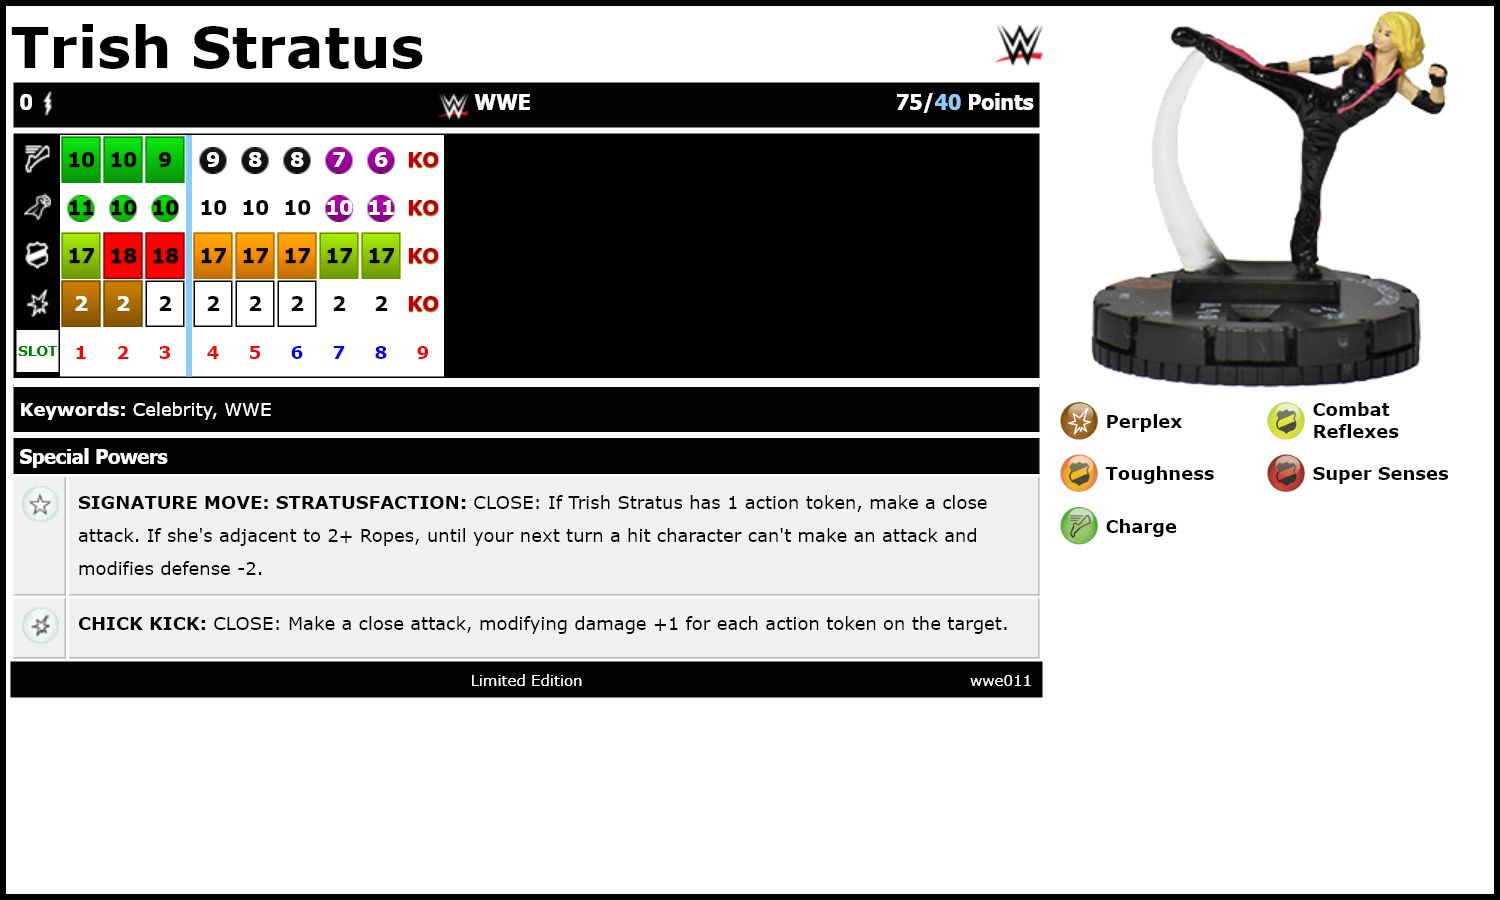 Trish Stratus
0 WWE 75/40 Points
10 10 9 9 8 8 7 6 KO
11 10 10 10 10 10 10 11 KO
17 18 18 17 17 17 17 17 KO
2 2 2 2 2 2 2 2 KO
SLOT 1 2 3 4 5 6 7 8 9
Keywords: Celebrity, WWE
Special Powers
SIGNATURE MOVE: STRATUSFACTION: CLOSE: If Trish Stratus has 1 action token, make a close
attack. If she's adjacent to 2+ Ropes, until your next turn a hit character can't make an attack and
modifies defense -2.
CHICK KICK: CLOSE: Make a close attack, modifying damage +1 for each action token on the target.
Limited Edition wwe011
Perplex
Combat
Reflexes
Toughness
Super Senses
Charge